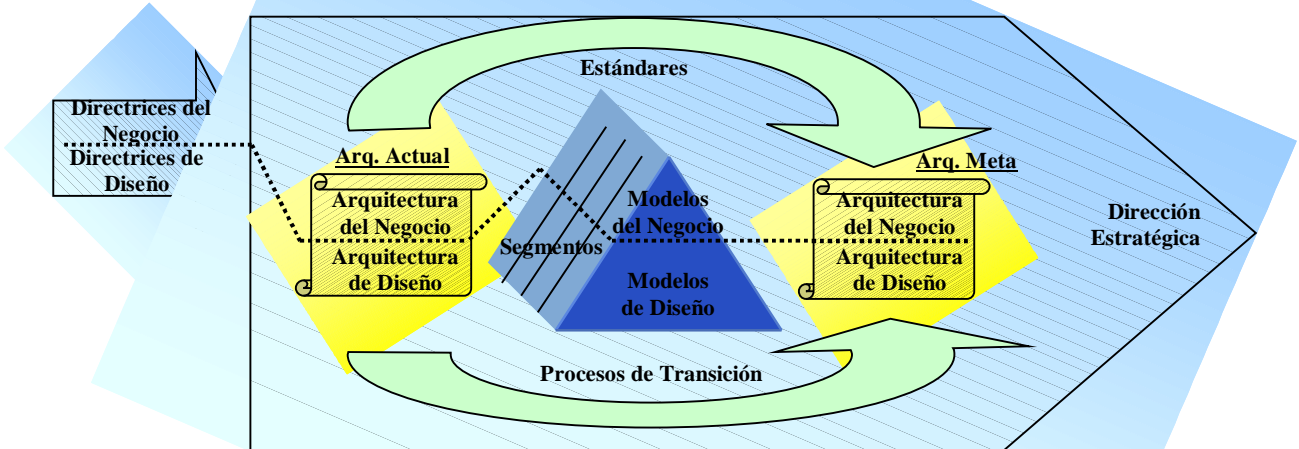 Estándares
Directrices del
Negocio
Directrices de
Diseño
Arq. Actual
Arquitectura
del Negocio
Arquitectura
de Diseño
Segmentos
Modelos
del Negocio
Modelos
de Diseño
Arq. Meta
Arquitectura
del Negocio
Arquitectura
de Diseño
Dirección
Estratégica
Procesos de Transición